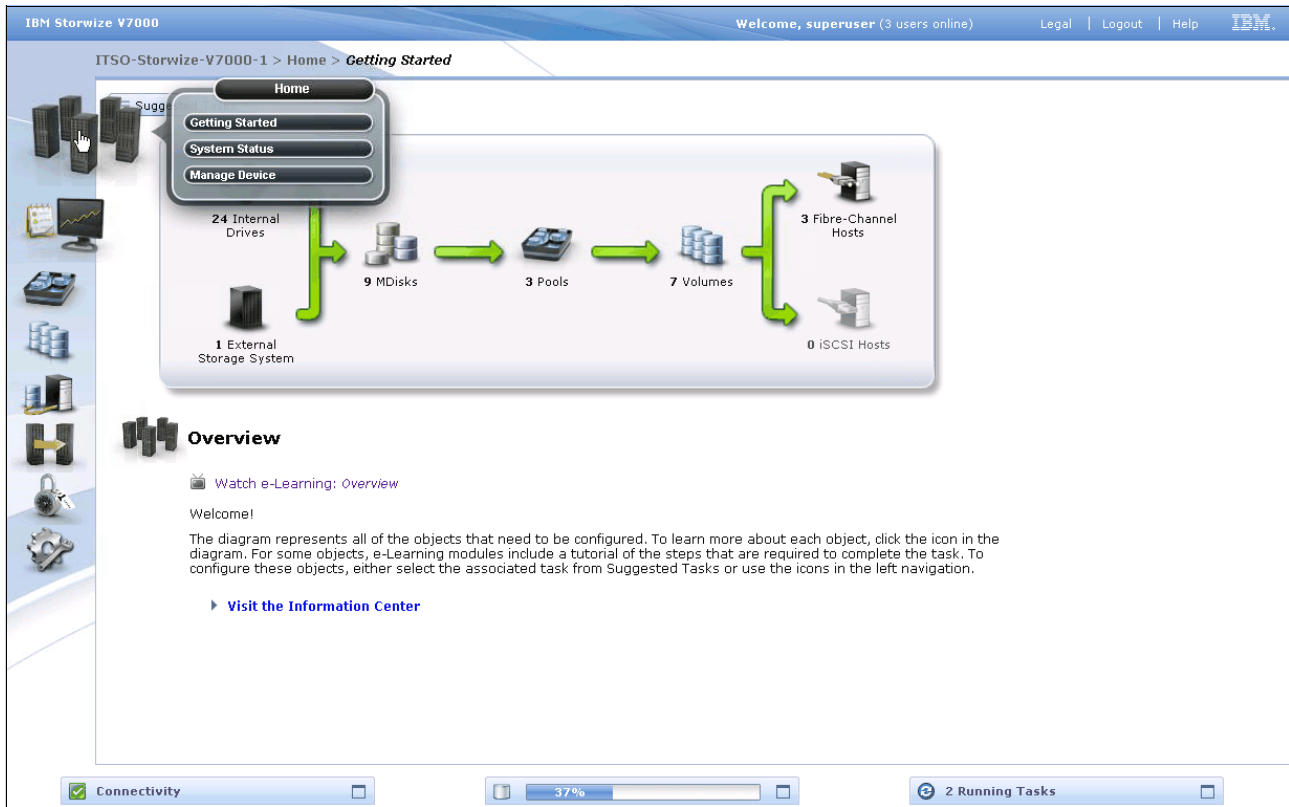 IBM Storwize V7000
Welcome, superuser (3 users online)
Legal | Logout | Help
IBM.
ITSO-Storwize-V7000-1 > Home > Getting Started
Home
Getting Started
System Status
Manage Device
24 Internal
Drives
9 MDisks
3 Pools
7 Volumes
3 Fibre-Channel
Hosts
1 External
Storage System
0 iSCSI Hosts
Overview
Watch e-Learning: Overview
Welcome!
The diagram represents all of the objects that need to be configured. To learn more about each object, click the icon in the
diagram. For some objects, e-Learning modules include a tutorial of the steps that are required to complete the task. To
configure these objects, either select the associated task from Suggested Tasks or use the icons in the left navigation.
Visit the Information Center
Connectivity
37%
2 Running Tasks